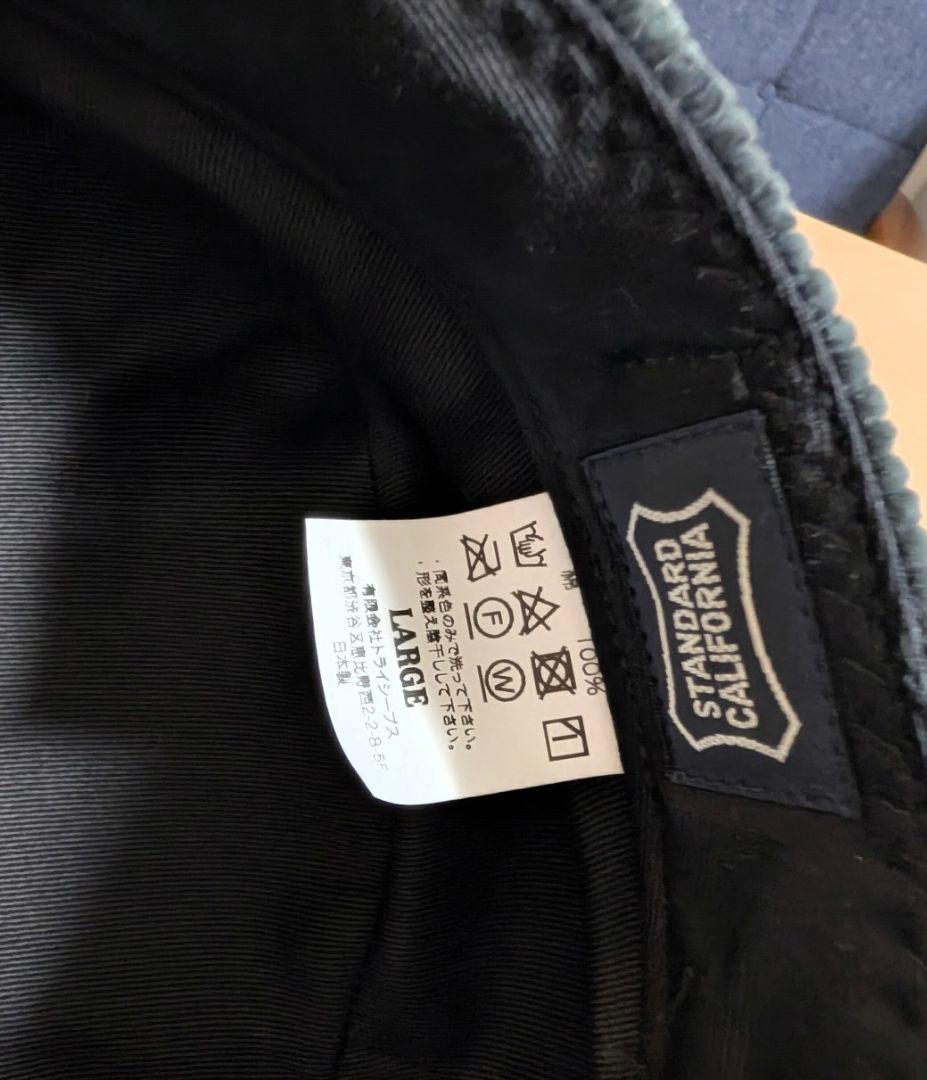 綿 100%
F
W
・同系色のみで洗って下さい。
・形を整え陰干しして下さい。
LARGE
有限会社トライシープス
東京都渋谷区恵比寿西2-2-8-5F
日本製
STANDARD
CALIFORNIA